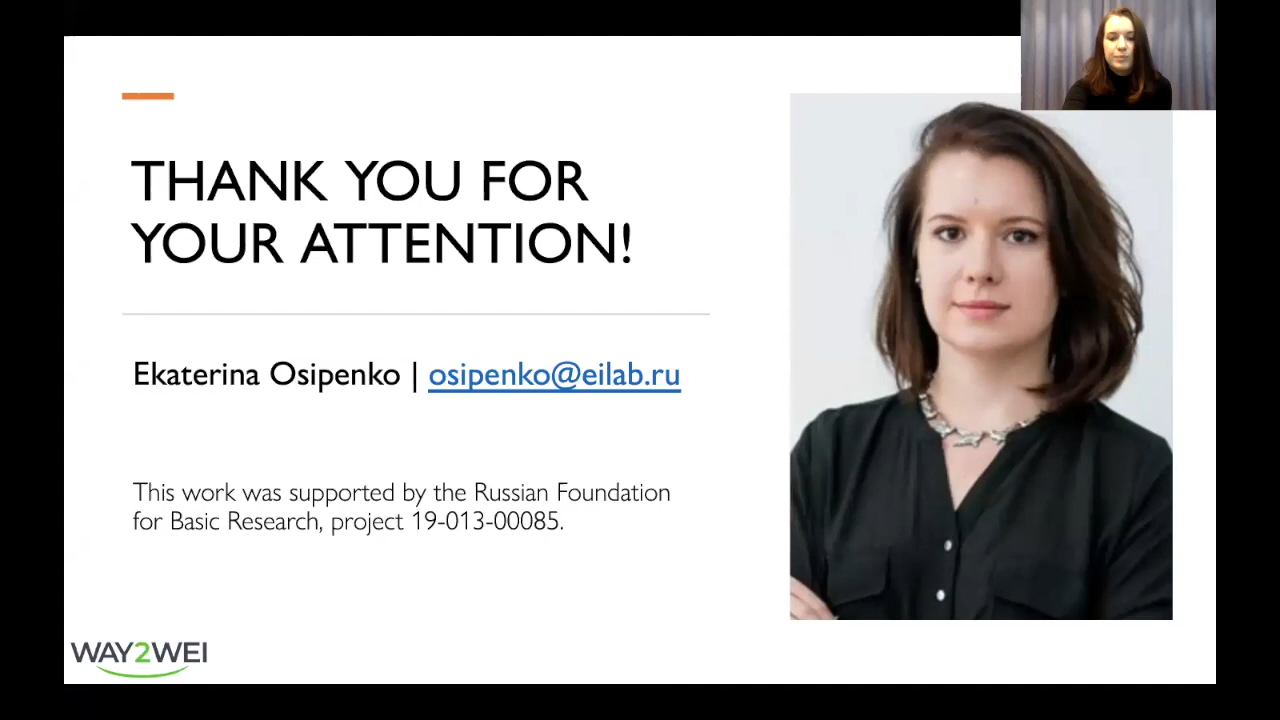 THANK YOU FOR
YOUR ATTENTION!
Ekaterina Osipenko | osipenko@eilab.ru
This work was supported by the Russian Foundation
for Basic Research, project 19-013-00085.
WAY2WEI